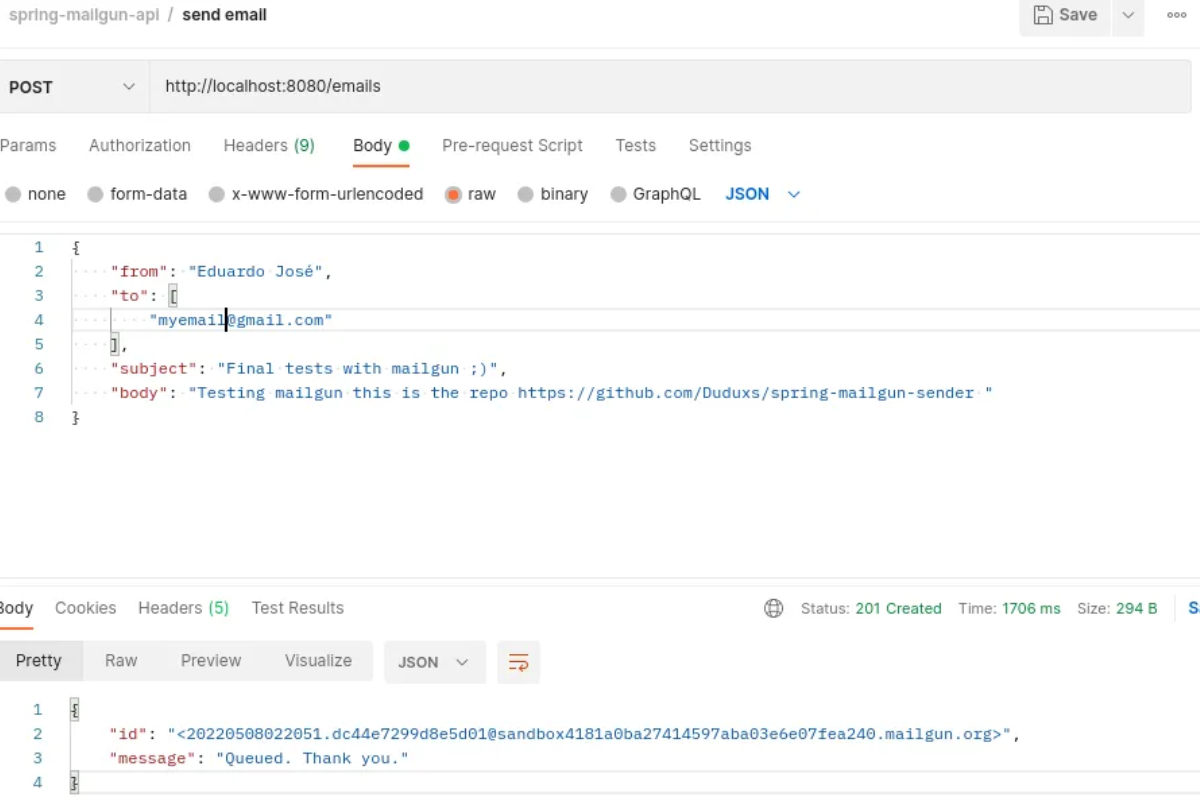 spring-mailgun-api / send email
Save
POST http://localhost:8080/emails
Params Authorization Headers (9) Body Pre-request Script Tests Settings
none form-data x-www-form-urlencoded raw binary GraphQL JSON
1 {
2 "from": "Eduardo José",
3 "to": [
4 "myemail@gmail.com"
5 ],
6 "subject": "Final tests with mailgun ;)",
7 "body": "Testing mailgun this is the repo https://github.com/Duduxs/spring-mailgun-sender "
8 }
Body Cookies Headers (5) Test Results Status: 201 Created Time: 1706 ms Size: 294 B
Pretty Raw Preview Visualize JSON
1 {
2 "id": "<20220508022051.dc44e7299d8e5d01@sandbox4181a0ba27414597aba03e6e07fea240.mailgun.org>",
3 "message": "Queued. Thank you."
4 }